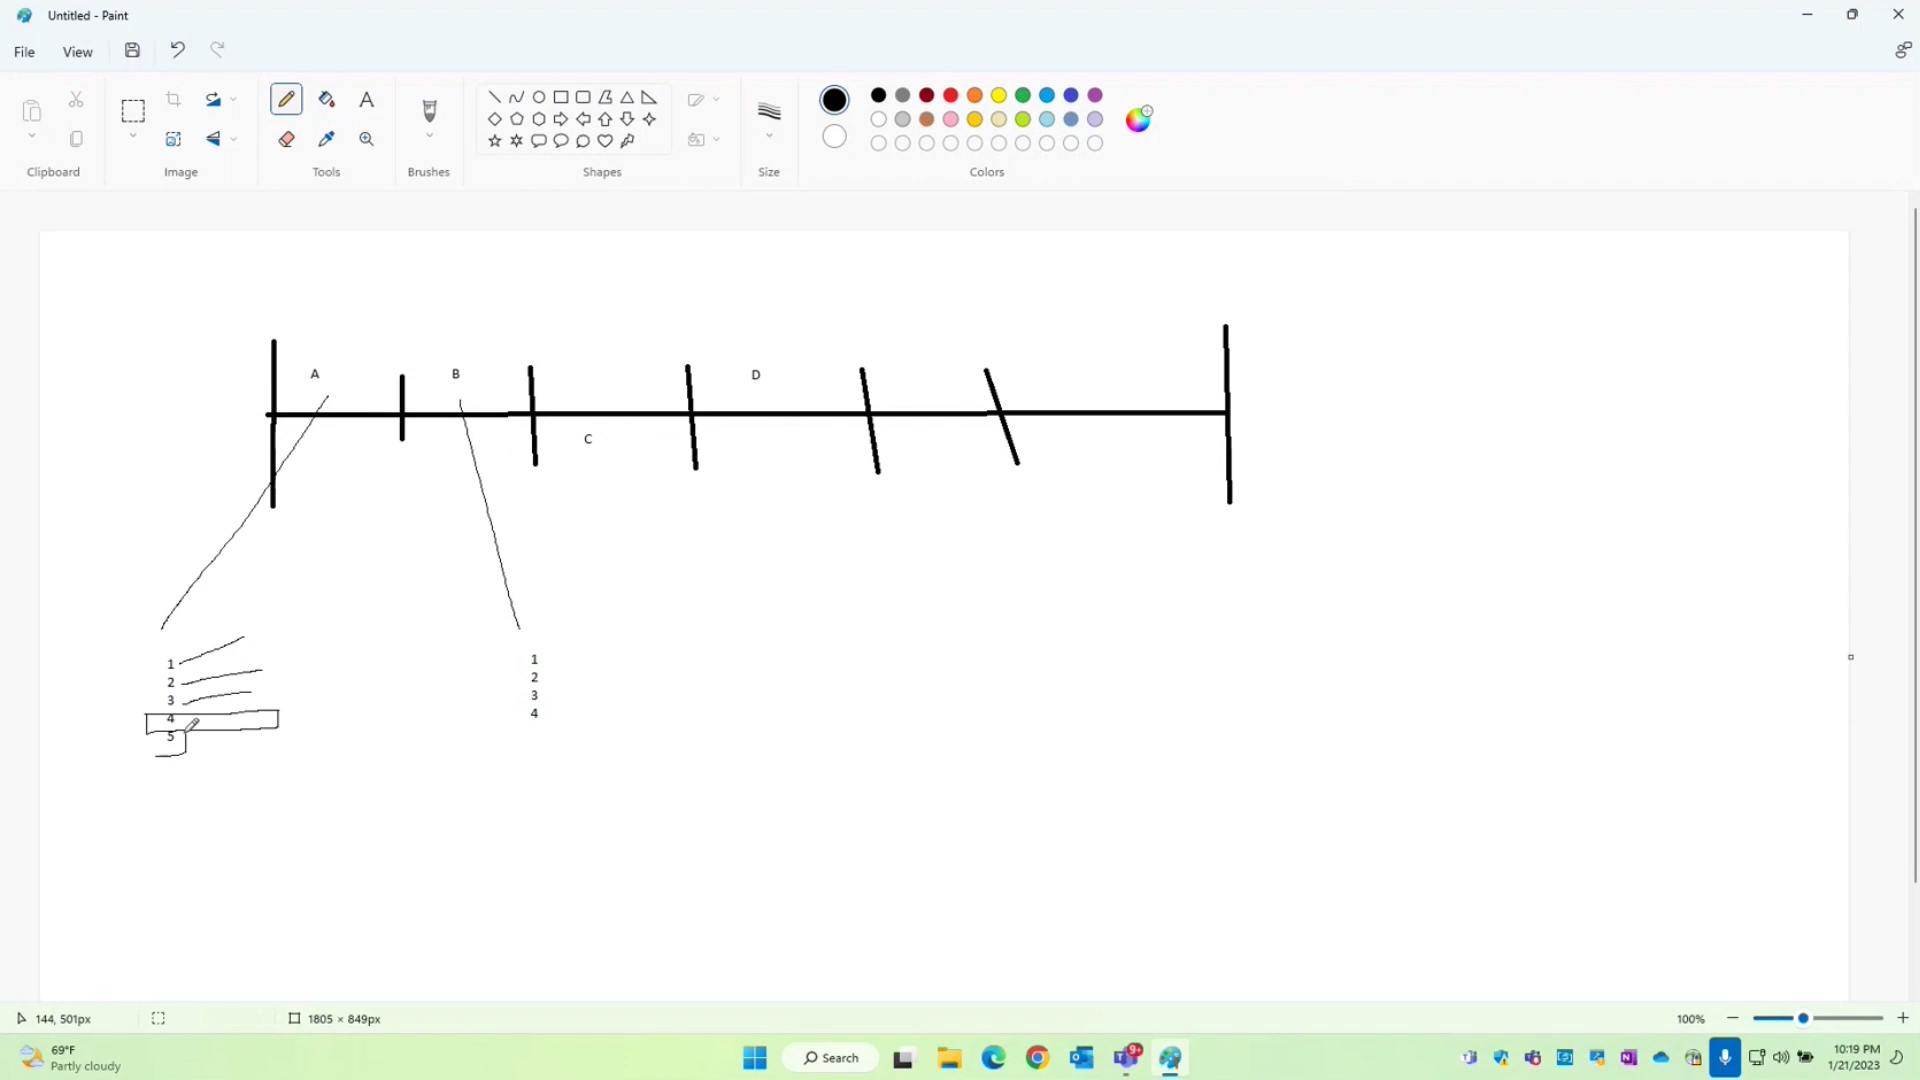 Untitled - Paint
File View
Clipboard Image Tools Brushes Shapes Size Colors
A B D
C
1
2
3
4
5
1
2
3
4
144, 501px 1805 × 849px 100%
69°F
Partly cloudy
Search
9+
10:19 PM
1/21/2023